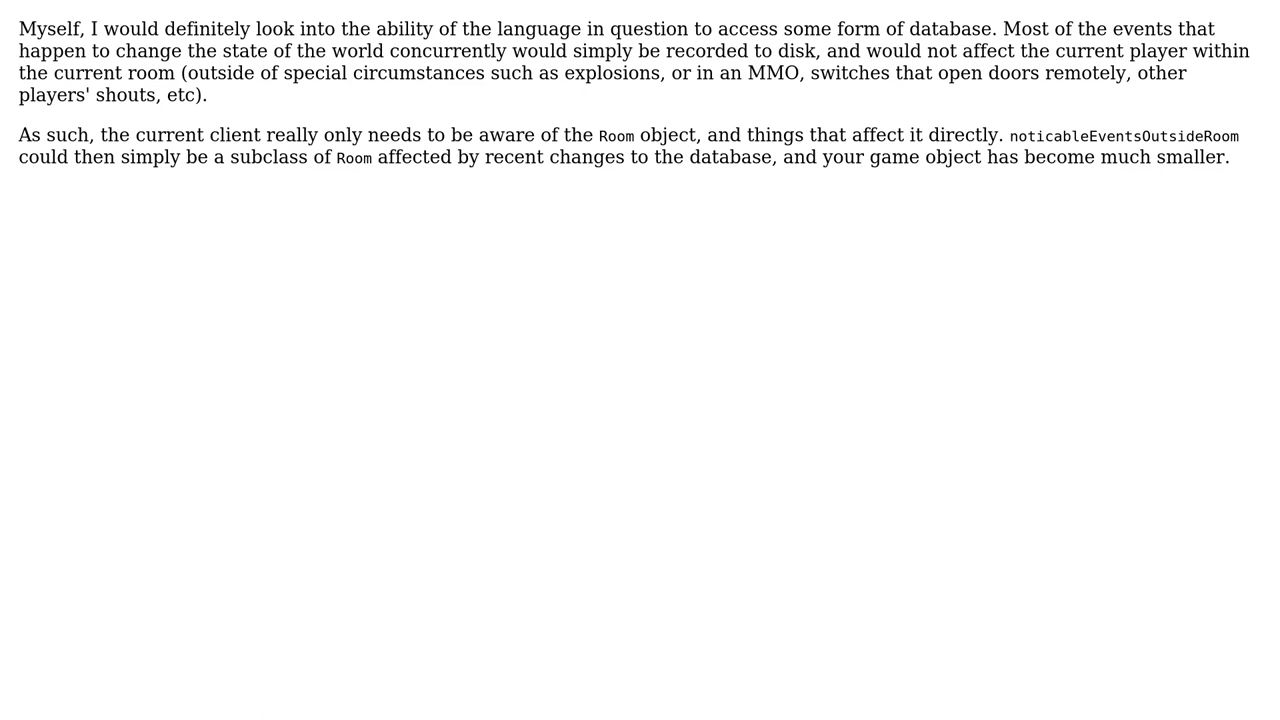 Myself, I would definitely look into the ability of the language in question to access some form of database. Most of the events that
happen to change the state of the world concurrently would simply be recorded to disk, and would not affect the current player within
the current room (outside of special circumstances such as explosions, or in an MMO, switches that open doors remotely, other
players' shouts, etc).
As such, the current client really only needs to be aware of the Room object, and things that affect it directly. noticableEventsOutsideRoom
could then simply be a subclass of Room affected by recent changes to the database, and your game object has become much smaller.